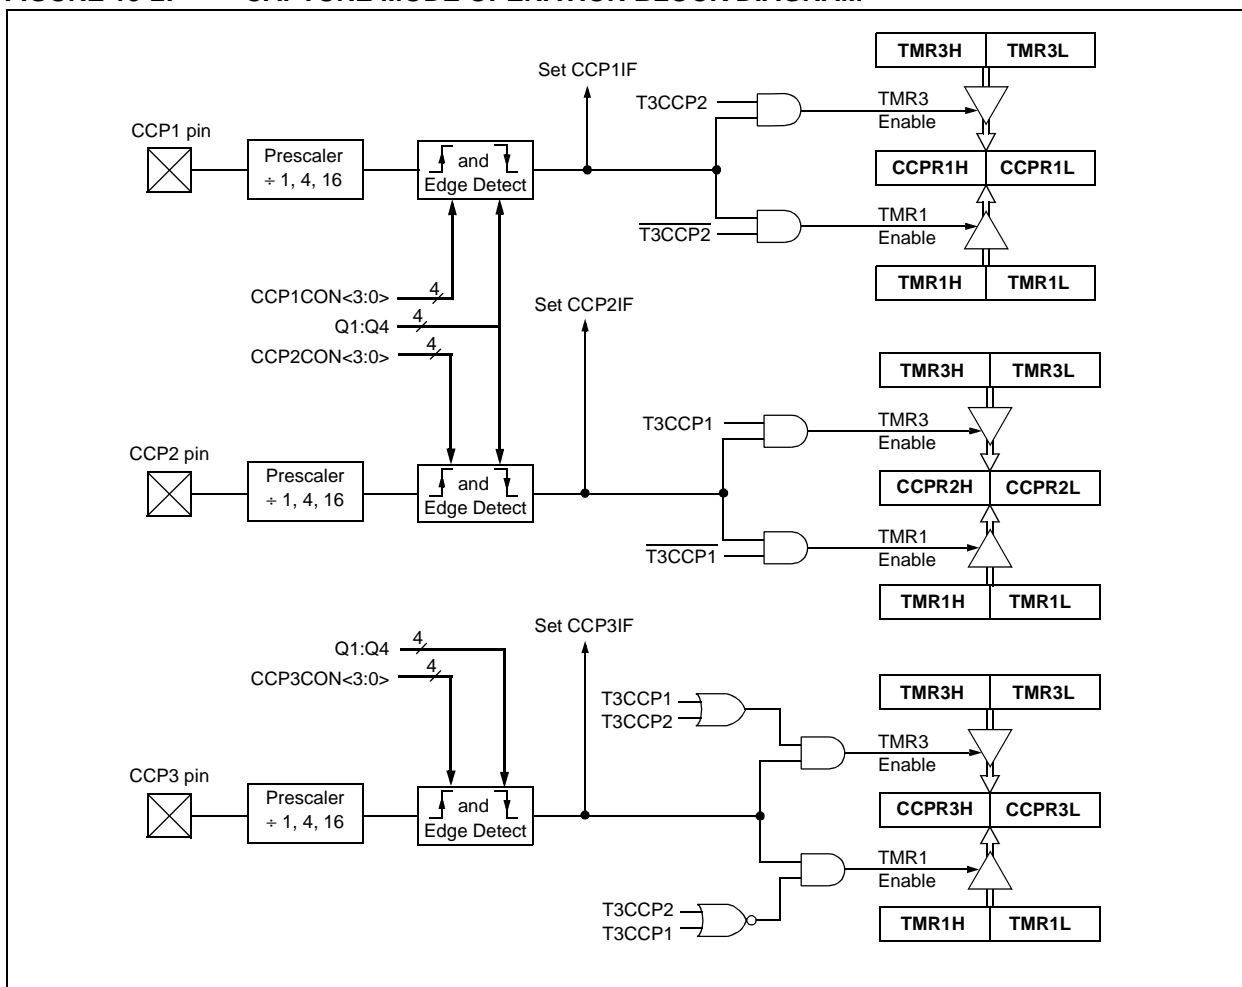 Set CCP1IF
TMR3H TMR3L
T3CCP2
TMR3
Enable
CCP1 pin
Prescaler
÷ 1, 4, 16
and
Edge Detect
CCPR1H CCPR1L
T3CCP2
TMR1
Enable
TMR1H TMR1L
CCP1CON<3:0> 4
Q1:Q4 4
CCP2CON<3:0> 4
Set CCP2IF
TMR3H TMR3L
T3CCP1
TMR3
Enable
CCP2 pin
Prescaler
÷ 1, 4, 16
and
Edge Detect
CCPR2H CCPR2L
T3CCP1
TMR1
Enable
TMR1H TMR1L
Set CCP3IF
Q1:Q4 4
CCP3CON<3:0> 4
TMR3H TMR3L
T3CCP1
T3CCP2
TMR3
Enable
CCP3 pin
Prescaler
÷ 1, 4, 16
and
Edge Detect
CCPR3H CCPR3L
TMR1
Enable
T3CCP2
T3CCP1
TMR1H TMR1L